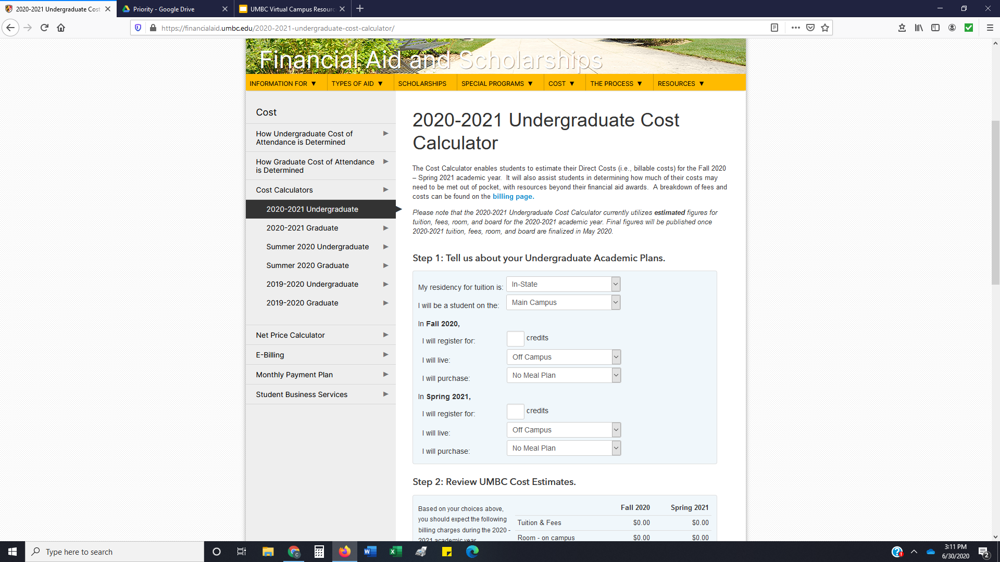 2020-2021 Undergraduate Cost
Priority - Google Drive
UMBC Virtual Campus Resourc
https://financialaid.umbc.edu/2020-2021-undergraduate-cost-calculator/
Financial Aid and Scholarships
INFORMATION FOR ▼ TYPES OF AID ▼ SCHOLARSHIPS SPECIAL PROGRAMS ▼ COST ▼ THE PROCESS ▼ RESOURCES ▼
Cost
How Undergraduate Cost of
Attendance is Determined
How Graduate Cost of Attendance
is Determined
Cost Calculators
2020-2021 Undergraduate
2020-2021 Graduate
Summer 2020 Undergraduate
Summer 2020 Graduate
2019-2020 Undergraduate
2019-2020 Graduate
Net Price Calculator
E-Billing
Monthly Payment Plan
Student Business Services
2020-2021 Undergraduate Cost
Calculator
The Cost Calculator enables students to estimate their Direct Costs (i.e., billable costs) for the Fall 2020
– Spring 2021 academic year. It will also assist students in determining how much of their costs may
need to be met out of pocket, with resources beyond their financial aid awards. A breakdown of fees and
costs can be found on the billing page.
Please note that the 2020-2021 Undergraduate Cost Calculator currently utilizes estimated figures for
tuition, fees, room, and board for the 2020-2021 academic year. Final figures will be published once
2020-2021 tuition, fees, room, and board are finalized in May 2020.
Step 1: Tell us about your Undergraduate Academic Plans.
My residency for tuition is: In-State
I will be a student on the: Main Campus
In Fall 2020,
I will register for: credits
I will live: Off Campus
I will purchase: No Meal Plan
In Spring 2021,
I will register for: credits
I will live: Off Campus
I will purchase: No Meal Plan
Step 2: Review UMBC Cost Estimates.
Based on your choices above,
you should expect the following
billing charges during the 2020 -
2021 academic year.
Fall 2020 Spring 2021
Tuition & Fees $0.00 $0.00
Room - on campus $0.00 $0.00
Type here to search
3:11 PM
6/30/2020
2